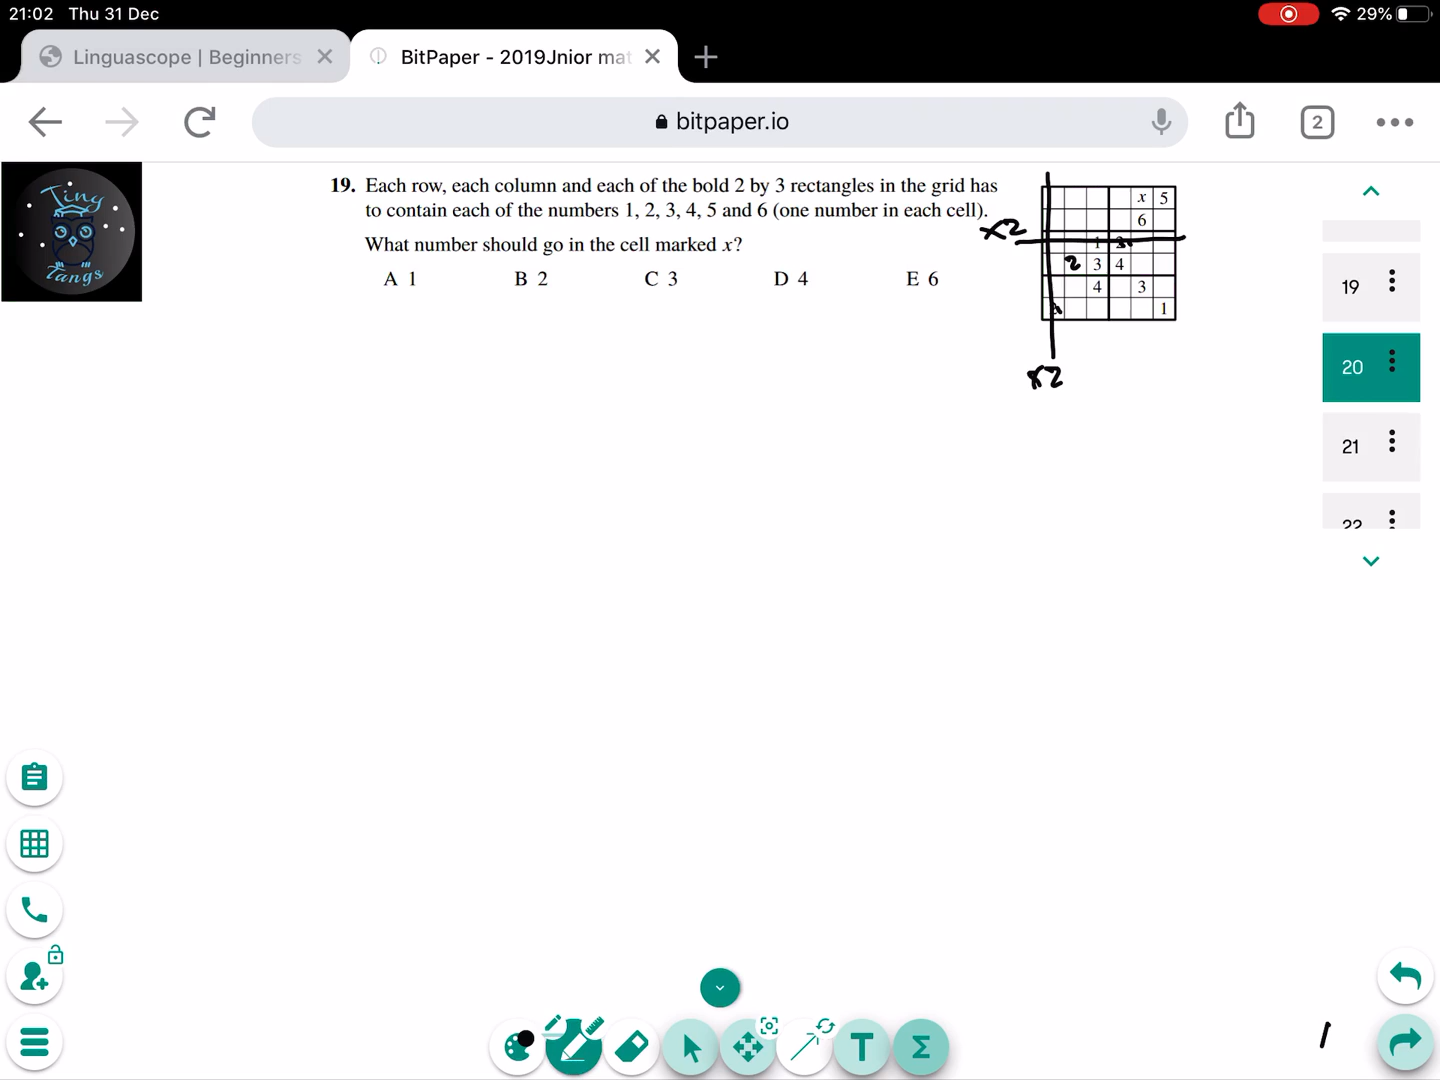 21:02 Thu 31 Dec 29%
Linguascope | Beginners
BitPaper - 2019Jnior mat
bitpaper.io
2
Tiny
Tangs
19. Each row, each column and each of the bold 2 by 3 rectangles in the grid has
to contain each of the numbers 1, 2, 3, 4, 5 and 6 (one number in each cell).
What number should go in the cell marked x?
A 1 B 2 C 3 D 4 E 6
x 5
6
x2
1
2 3 4
4 3
1
x2
19
20
21
22
T Σ